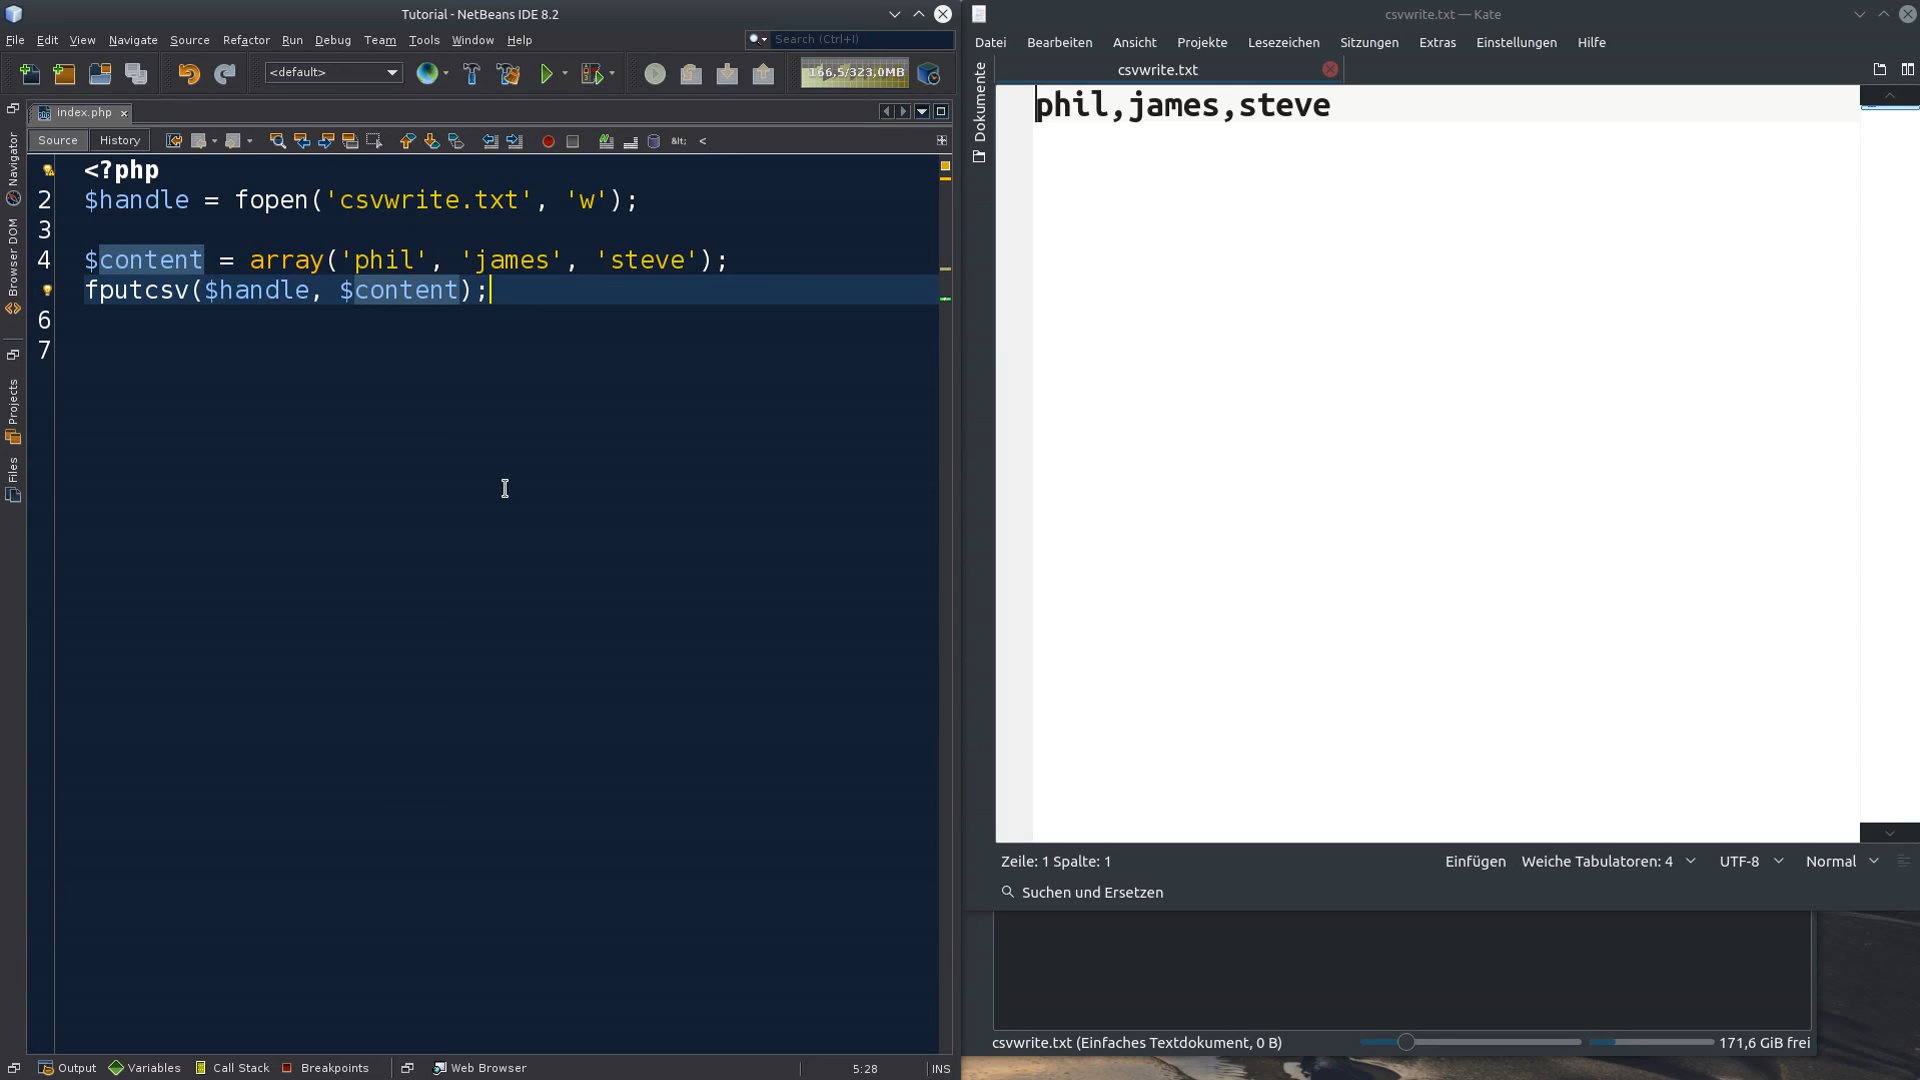 Tutorial - NetBeans IDE 8.2
File Edit View Navigate Source Refactor Run Debug Team Tools Window Help
Search (Ctrl+I)
<default>
166,5/323,0MB
index.php
Source History
Navigator
Browser DOM
Projects
Files
<?php
2 $handle = fopen('csvwrite.txt', 'w');
3
4 $content = array('phil', 'james', 'steve');
fputcsv($handle, $content);
6
7
Output Variables Call Stack Breakpoints Web Browser 5:28 INS
csvwrite.txt — Kate
Datei Bearbeiten Ansicht Projekte Lesezeichen Sitzungen Extras Einstellungen Hilfe
csvwrite.txt
Dokumente
phil,james,steve
Zeile: 1 Spalte: 1 Einfügen Weiche Tabulatoren: 4 UTF-8 Normal
Suchen und Ersetzen
csvwrite.txt (Einfaches Textdokument, 0 B) 171,6 GiB frei